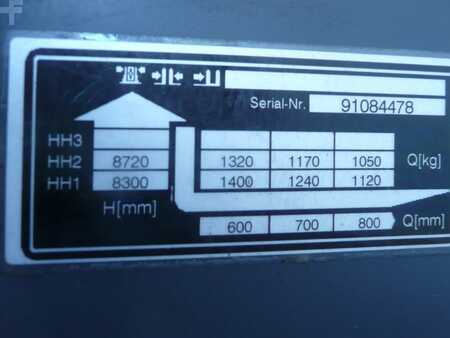 Serial-Nr. 91084478
HH3
HH2 8720 1320 1170 1050 Q[kg]
HH1 8300 1400 1240 1120
H[mm]
600 700 800 Q[mm]